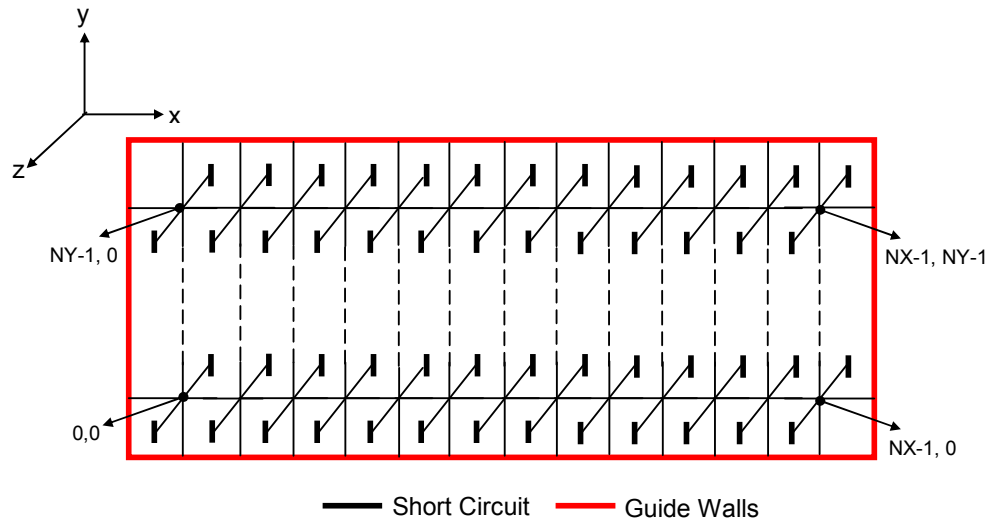 y
x
z
NY-1, 0
NX-1, NY-1
0,0
NX-1, 0
Short Circuit
Guide Walls